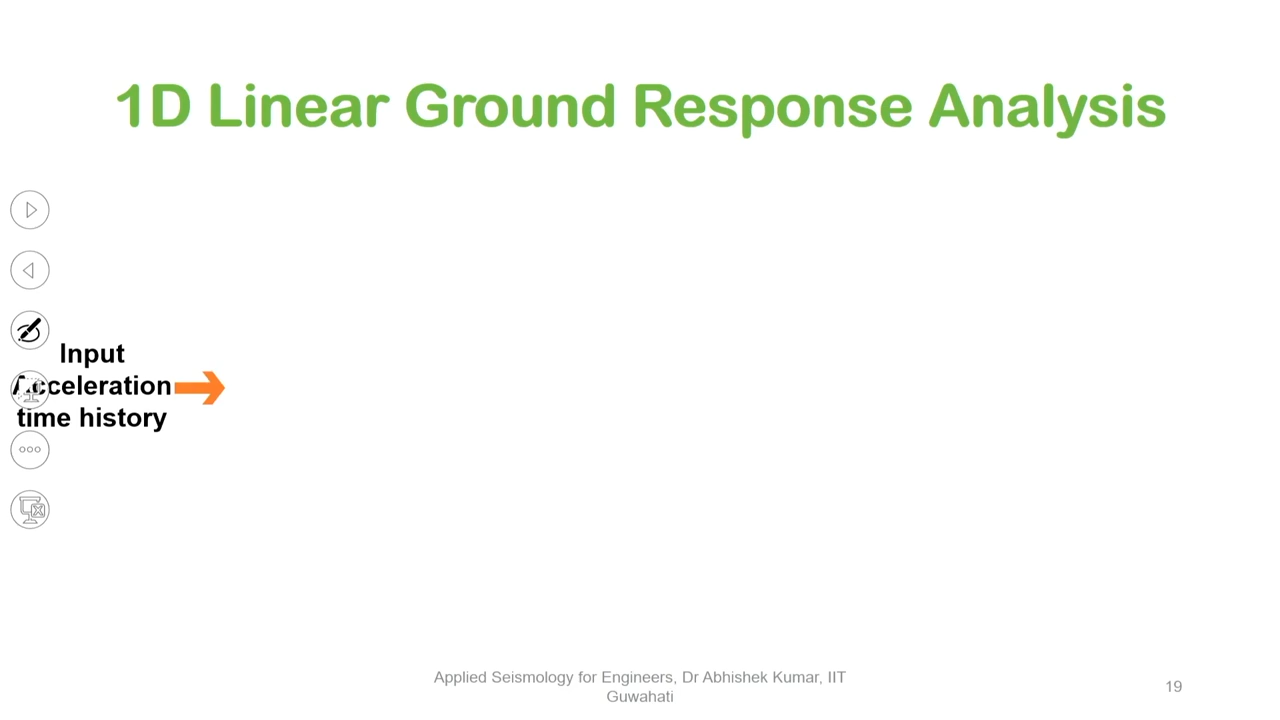 1D Linear Ground Response Analysis
Input
Acceleration
time history
Applied Seismology for Engineers, Dr Abhishek Kumar, IIT
Guwahati
19